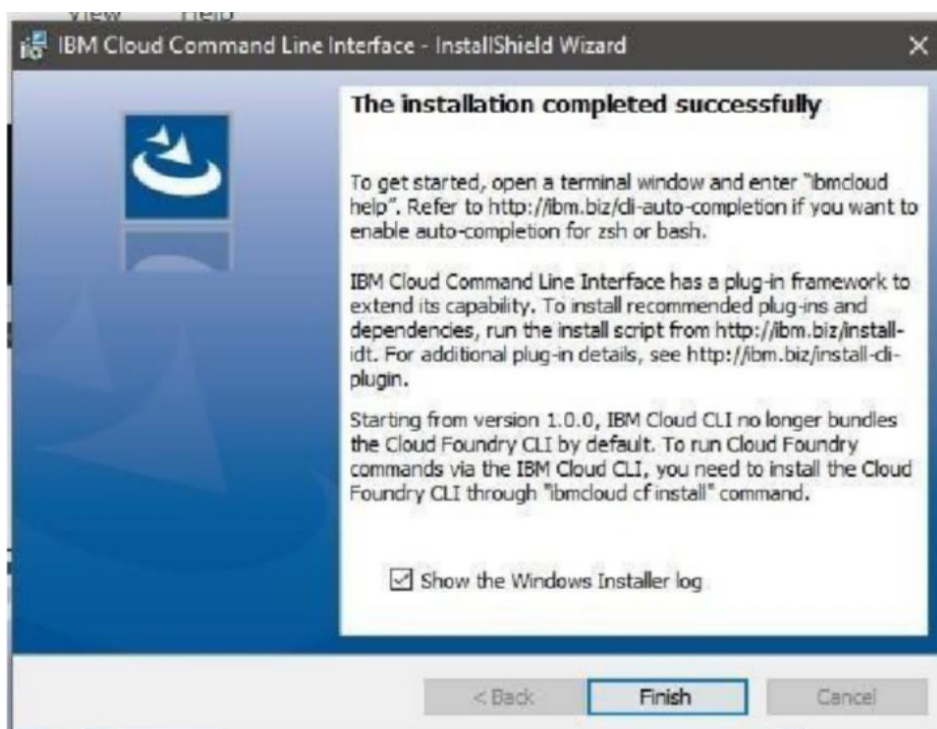 View Help
IBM Cloud Command Line Interface - InstallShield Wizard
The installation completed successfully
To get started, open a terminal window and enter "ibmcloud
help". Refer to http://ibm.biz/cli-auto-completion if you want to
enable auto-completion for zsh or bash.
IBM Cloud Command Line Interface has a plug-in framework to
extend its capability. To install recommended plug-ins and
dependencies, run the install script from http://ibm.biz/install-
idt. For additional plug-in details, see http://ibm.biz/install-cli-
plugin.
Starting from version 1.0.0, IBM Cloud CLI no longer bundles
the Cloud Foundry CLI by default. To run Cloud Foundry
commands via the IBM Cloud CLI, you need to install the Cloud
Foundry CLI through "ibmcloud cf install" command.
Show the Windows Installer log
< Back Finish Cancel